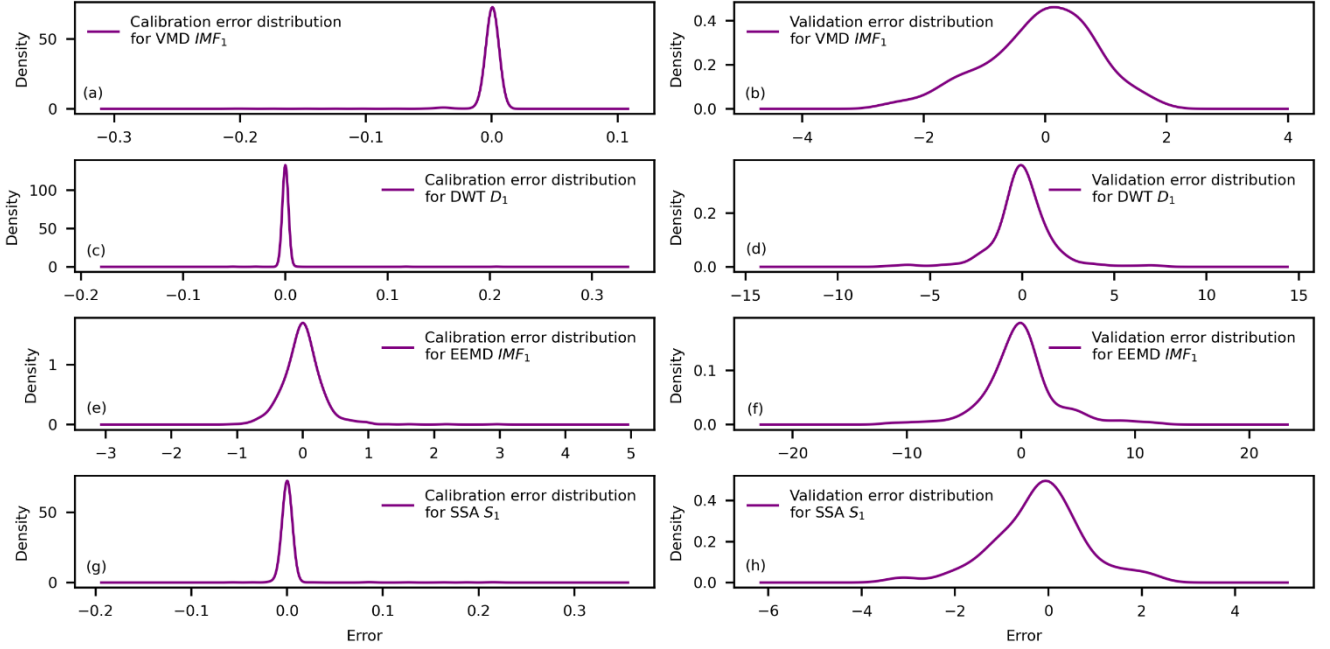 Calibration error distribution
for VMD IMF₁
Density
50
0
(a)
−0.3 −0.2 −0.1 0.0 0.1
Validation error distribution
for VMD IMF₁
Density
0.4
0.2
0.0
(b)
−4 −2 0 2 4
Calibration error distribution
for DWT D₁
Density
100
50
0
(c)
−0.2 −0.1 0.0 0.1 0.2 0.3
Validation error distribution
for DWT D₁
Density
0.2
0.0
(d)
−15 −10 −5 0 5 10 15
Calibration error distribution
for EEMD IMF₁
Density
1
0
(e)
−3 −2 −1 0 1 2 3 4 5
Validation error distribution
for EEMD IMF₁
Density
0.1
0.0
(f)
−20 −10 0 10 20
Calibration error distribution
for SSA S₁
Density
50
0
(g)
−0.2 −0.1 0.0 0.1 0.2 0.3
Error
Validation error distribution
for SSA S₁
Density
0.4
0.2
0.0
(h)
−6 −4 −2 0 2 4
Error